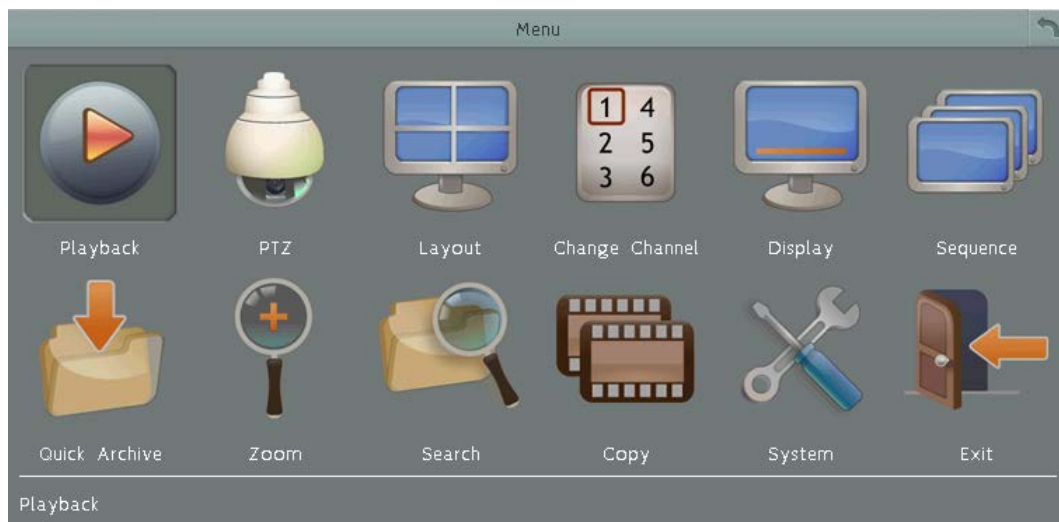 Menu
1 4
2 5
3 6
Playback PTZ Layout Change Channel Display Sequence
Quick Archive Zoom Search Copy System Exit
Playback